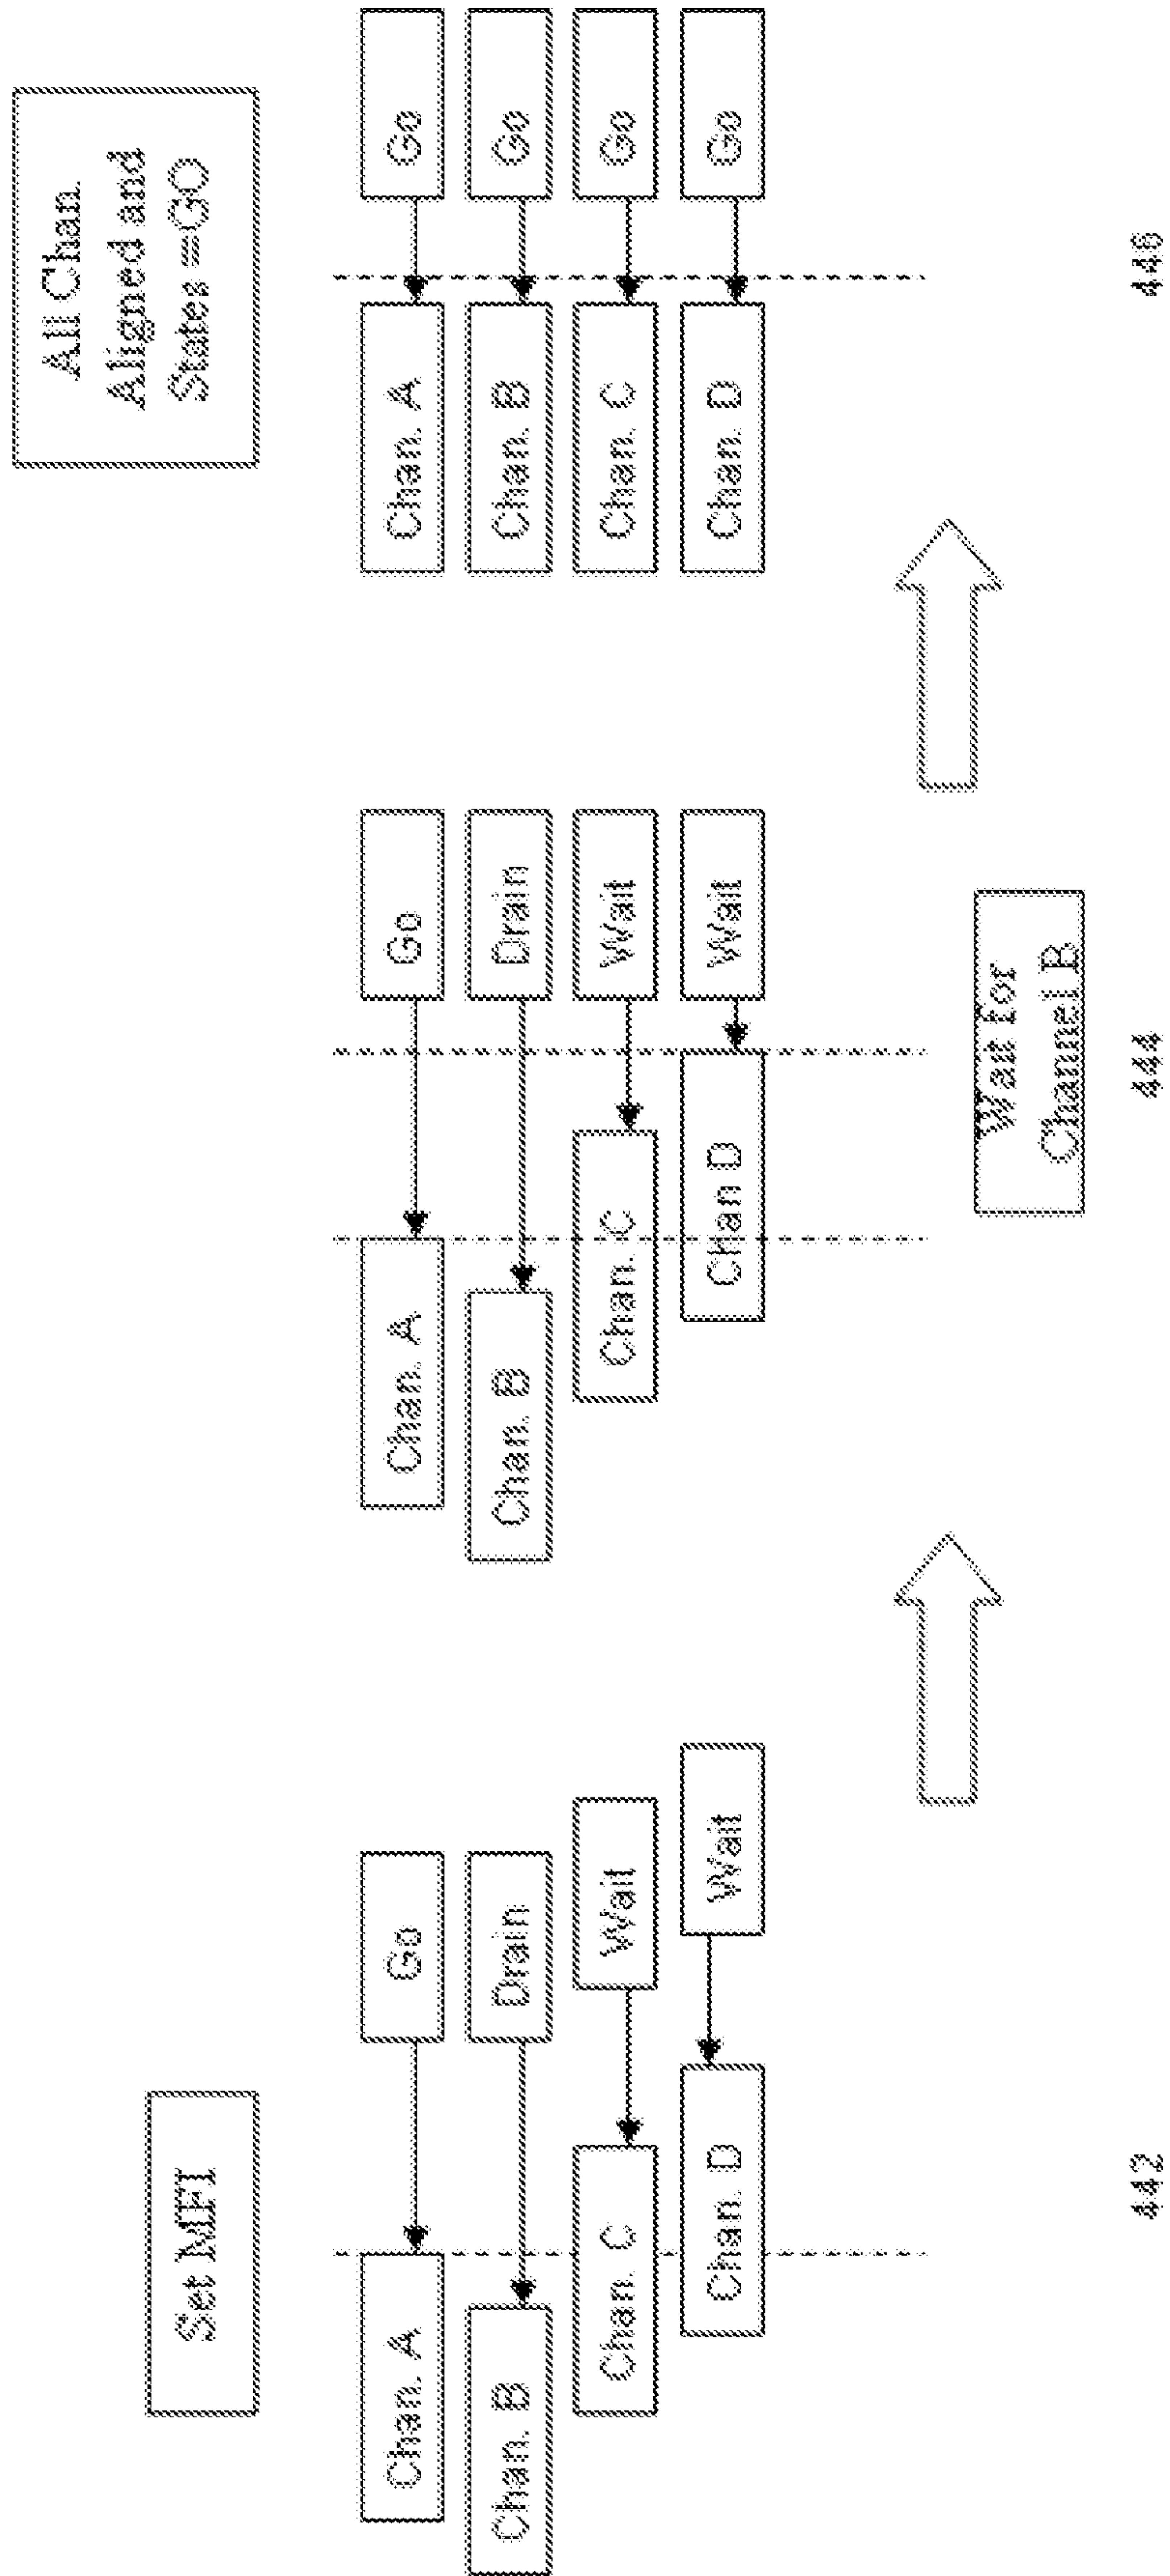 Set MFI
Chan. A
Go
Chan. B
Drain
Chan. C
Wait
Chan. D
Wait
442
Chan. A
Go
Chan. B
Drain
Chan. C
Wait
Chan D
Wait
Wait for
Channel B
444
All Chan
Aligned and
States =GO
Chan. A
Go
Chan. B
Go
Chan. C
Go
Chan. D
Go
446